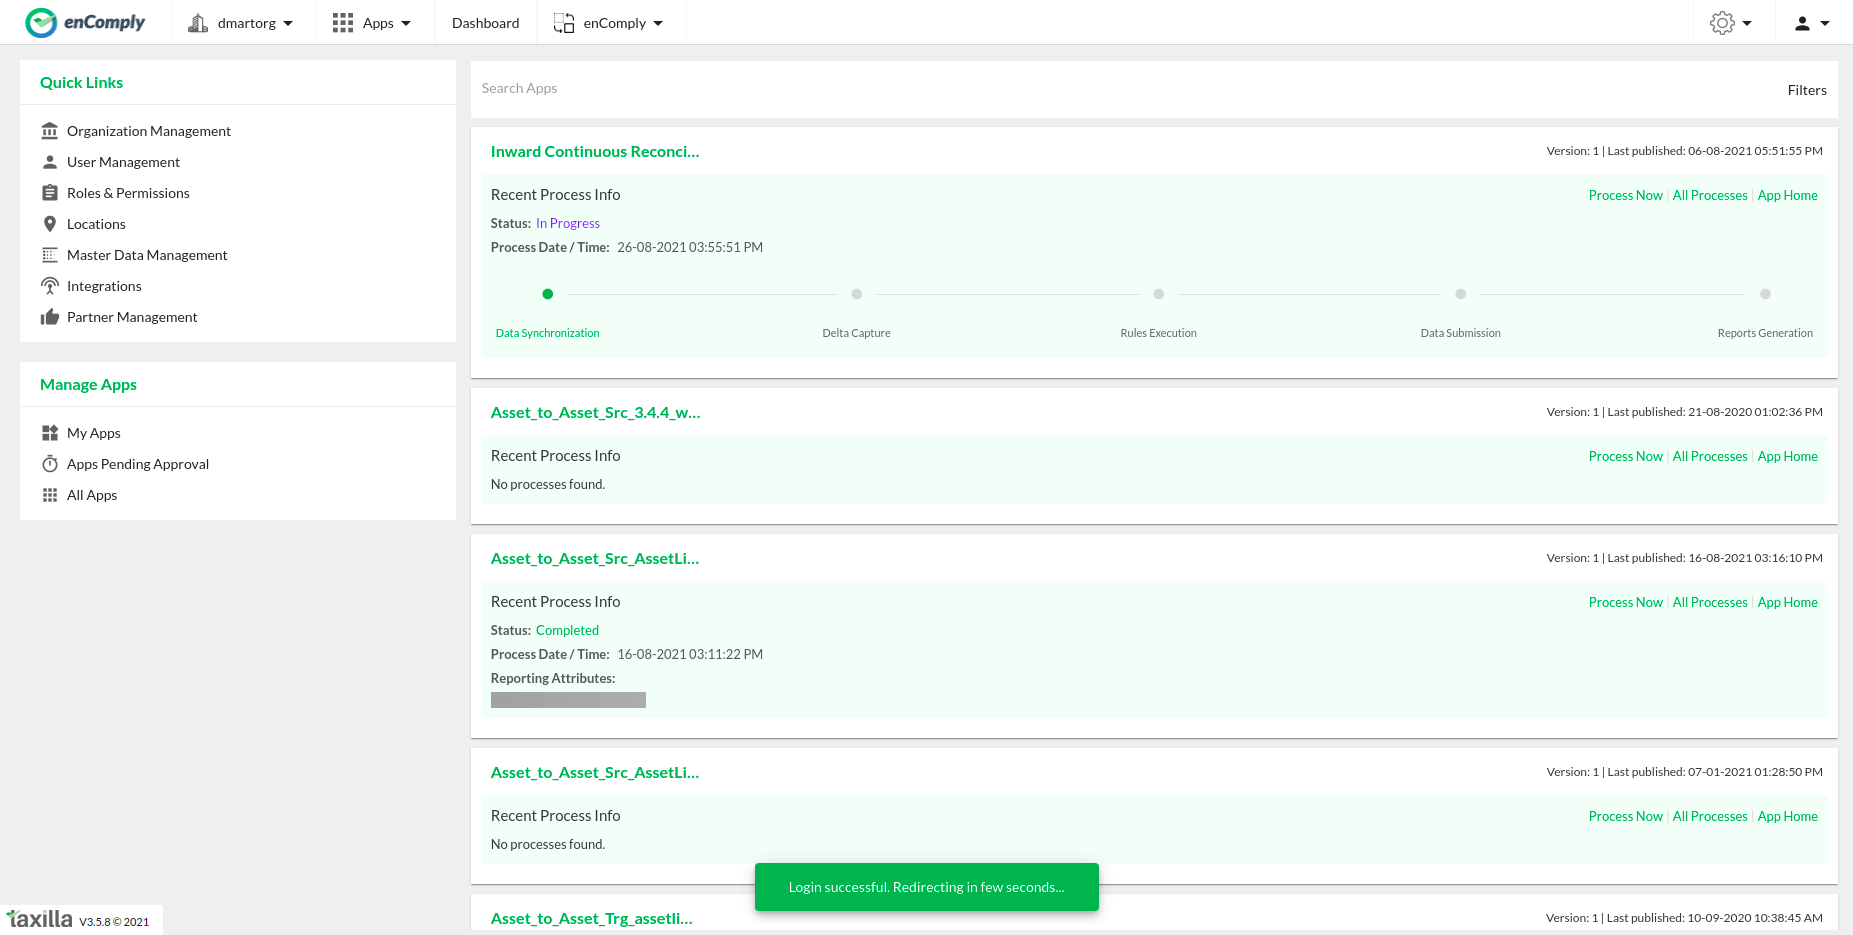 enComply
dmartorg
Apps
Dashboard
enComply
Quick Links
Organization Management
User Management
Roles & Permissions
Locations
Master Data Management
Integrations
Partner Management
Manage Apps
My Apps
Apps Pending Approval
All Apps
Search Apps
Filters
Inward Continuous Reconci...
Version: 1 | Last published: 06-08-2021 05:51:55 PM
Recent Process Info
Process Now | All Processes | App Home
Status: In Progress
Process Date / Time: 26-08-2021 03:55:51 PM
Data Synchronization
Delta Capture
Rules Execution
Data Submission
Reports Generation
Asset_to_Asset_Src_3.4.4_w...
Version: 1 | Last published: 21-08-2020 01:02:36 PM
Recent Process Info
Process Now | All Processes | App Home
No processes found.
Asset_to_Asset_Src_AssetLi...
Version: 1 | Last published: 16-08-2021 03:16:10 PM
Recent Process Info
Process Now | All Processes | App Home
Status: Completed
Process Date / Time: 16-08-2021 03:11:22 PM
Reporting Attributes:
Asset_to_Asset_Src_AssetLi...
Version: 1 | Last published: 07-01-2021 01:28:50 PM
Recent Process Info
Process Now | All Processes | App Home
No processes found.
Login successful. Redirecting in few seconds...
Asset_to_Asset_Trg_assetli...
Version: 1 | Last published: 10-09-2020 10:38:45 AM
taxilla V3.5.8 © 2021